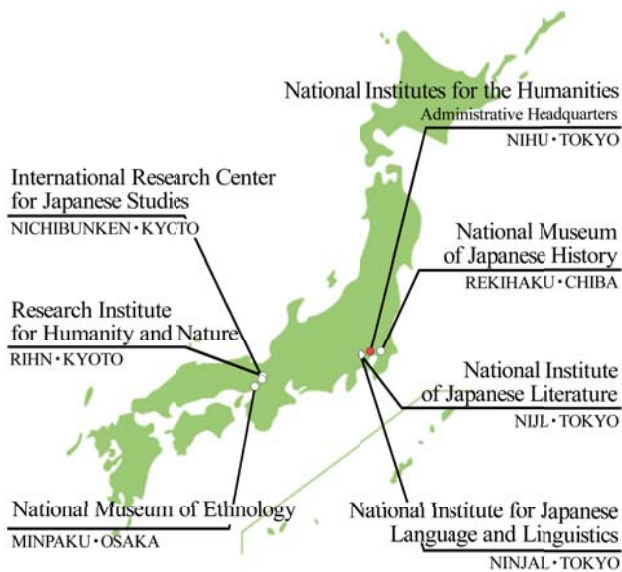 National Institutes for the Humanities
Administrative Headquarters
NIHU・TOKYO
International Research Center
for Japanese Studies
NICHIBUNKEN・KYCTO
National Museum
of Japanese History
REKIHAKU・CHIBA
Research Institute
for Humanity and Nature
RIHN・KYOTO
National Institute
of Japanese Literature
NIJL・TOKYO
National Museum of Ethnology
MINPAKU・OSAKA
National Institute for Japanese
Language and Linguistics
NINJAL・TOKYO